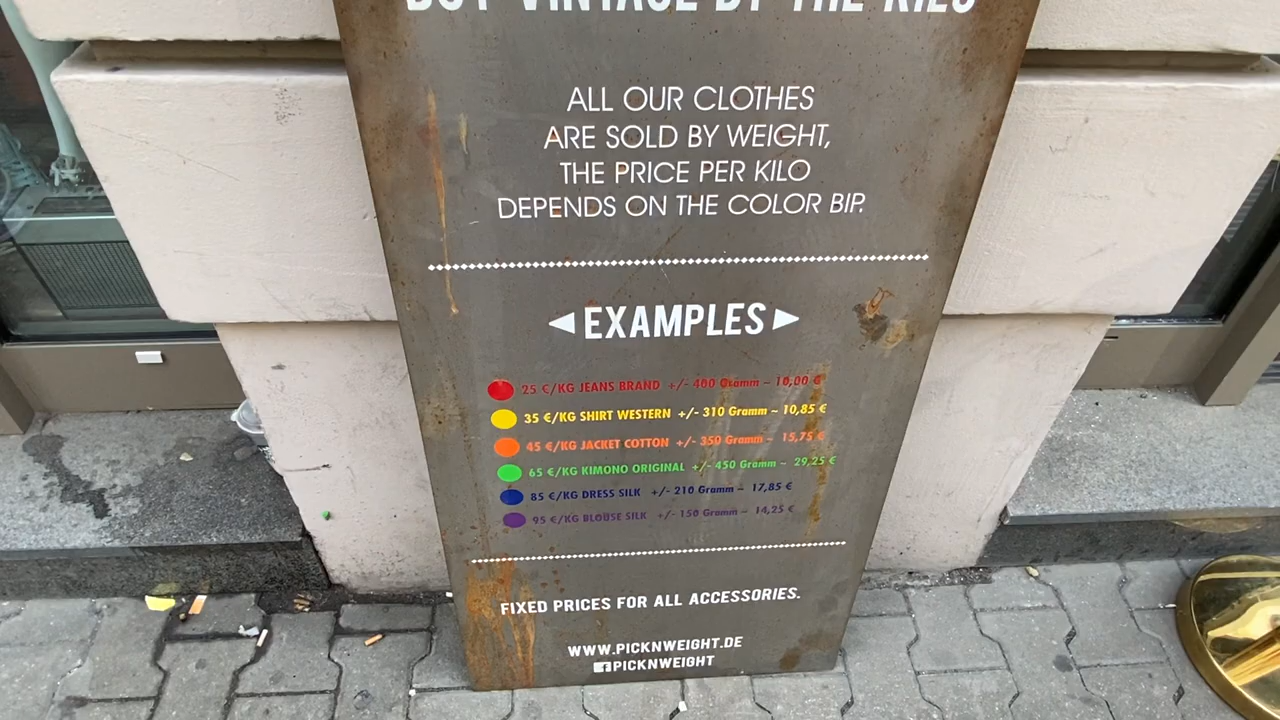 BUY VINTAGE BY THE KILO
ALL OUR CLOTHES
ARE SOLD BY WEIGHT,
THE PRICE PER KILO
DEPENDS ON THE COLOR BIP.
EXAMPLES
25 €/KG JEANS BRAND +/- 400 Gramm ~ 10,00 €
35 €/KG SHIRT WESTERN +/- 310 Gramm ~ 10,85 €
45 €/KG JACKET COTTON +/- 350 Gramm ~ 15,75 €
65 €/KG KIMONO ORIGINAL +/- 450 Gramm ~ 29,25 €
85 €/KG DRESS SILK +/- 210 Gramm ~ 17,85 €
95 €/KG BLOUSE SILK +/- 150 Gramm ~ 14,25 €
FIXED PRICES FOR ALL ACCESSORIES.
WWW.PICKNWEIGHT.DE
PICKNWEIGHT